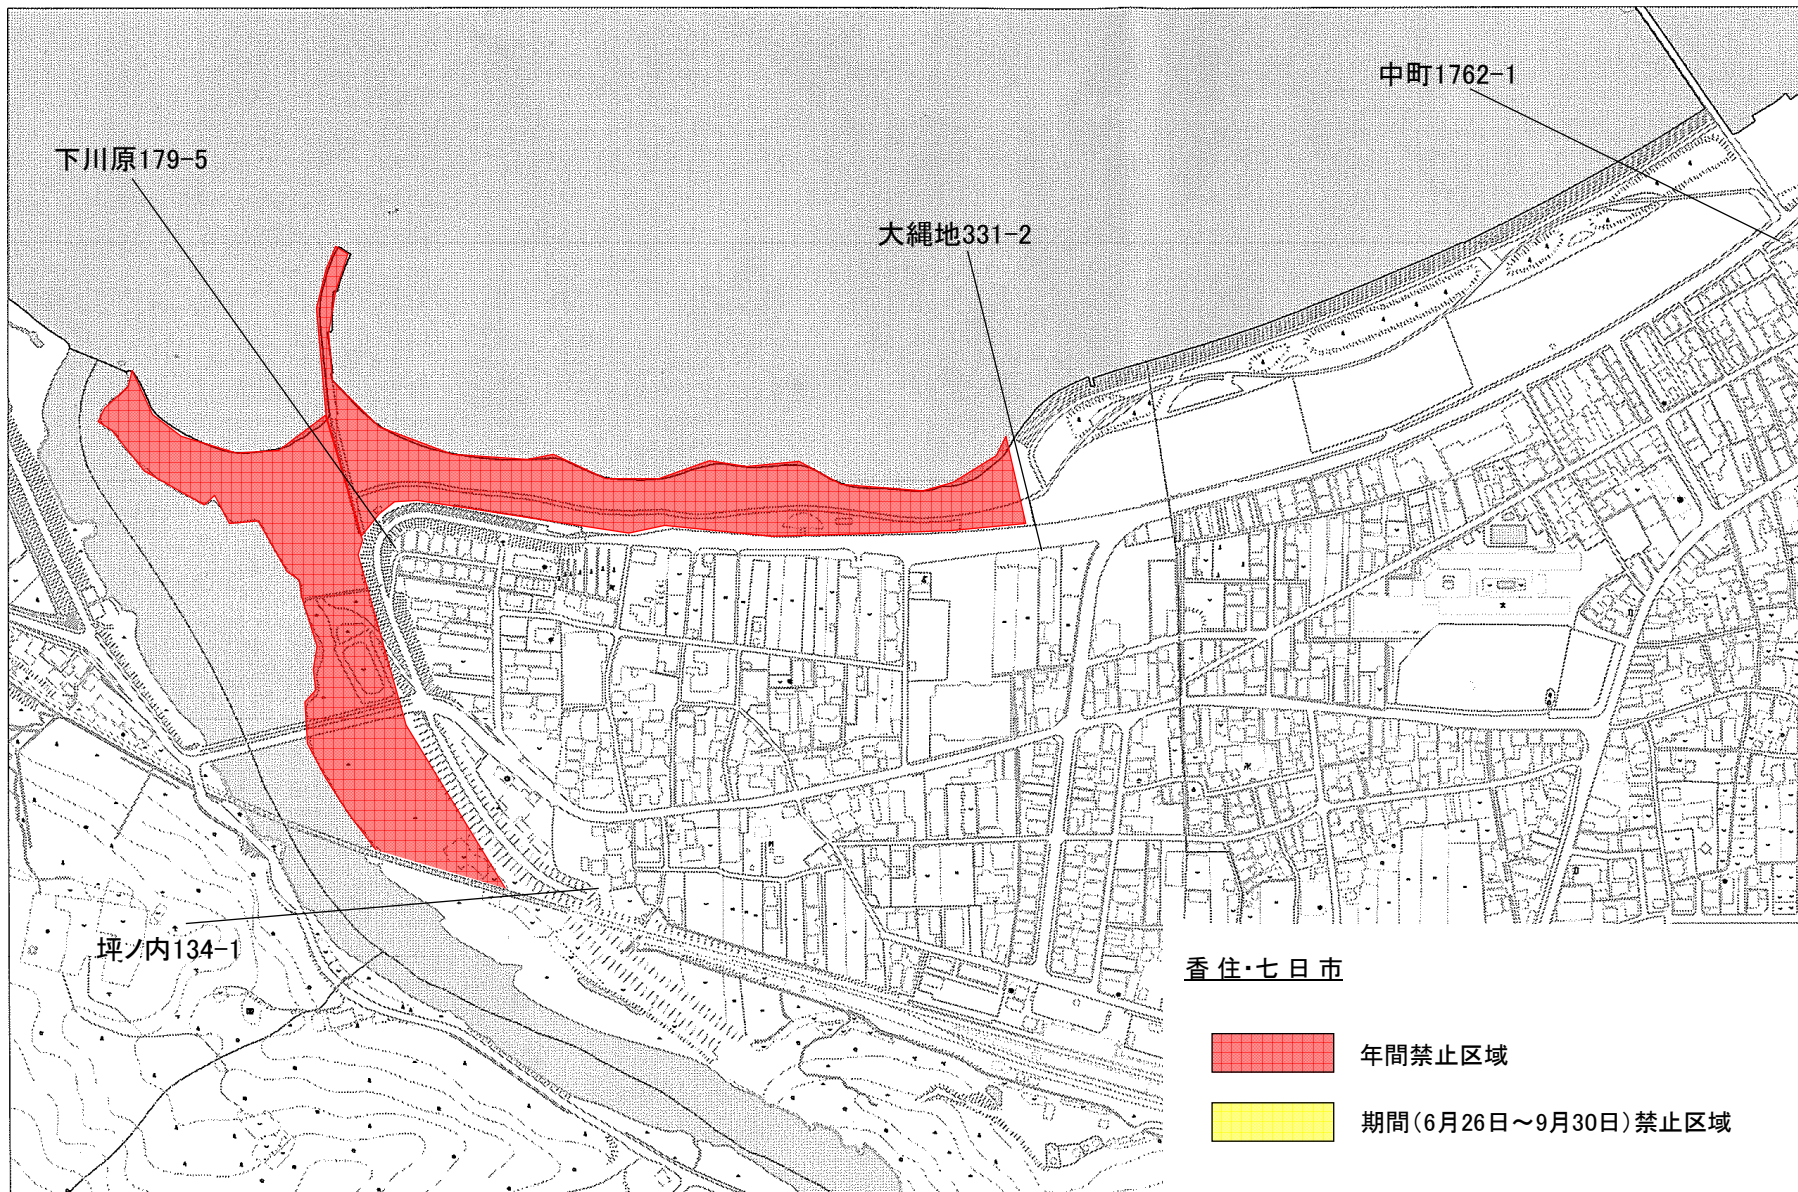 中町1762-1
下川原179-5
大縄地331-2
坪ノ内134-1
香住・七日市
年間禁止区域
期間(6月26日～9月30日)禁止区域